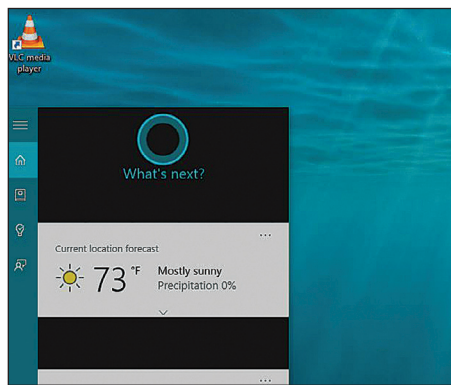 VLC media
player
What's next?
...
Current location forecast
73 °F
Mostly sunny
Precipitation 0%
...